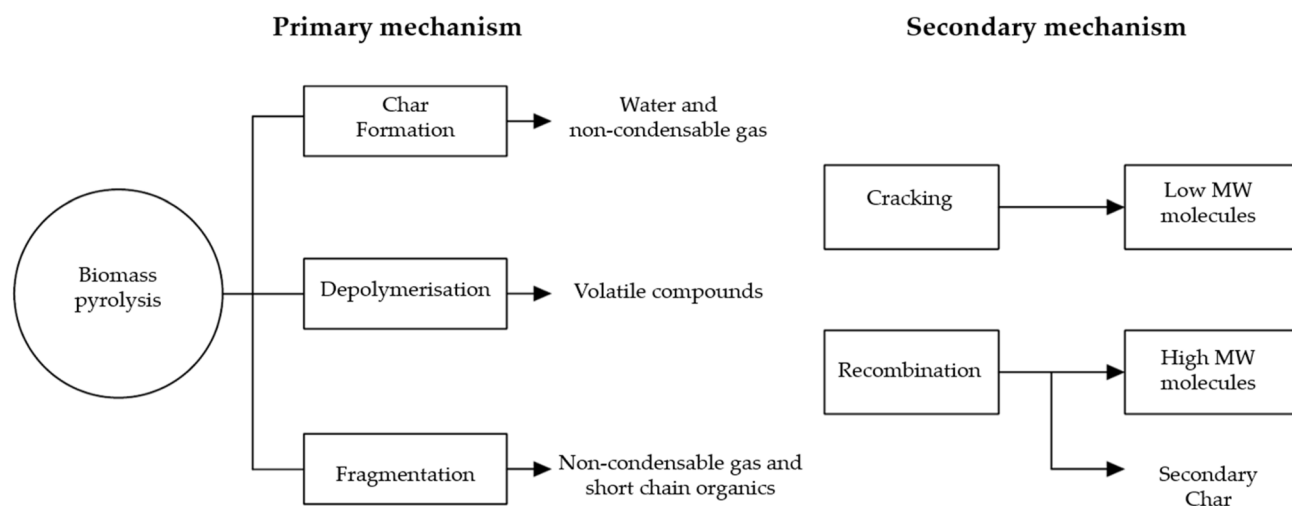 Primary mechanism
Secondary mechanism
Char
Formation
Water and
non-condensable gas
Biomass
pyrolysis
Depolymerisation
Volatile compounds
Fragmentation
Non-condensable gas and
short chain organics
Cracking
Low MW
molecules
Recombination
High MW
molecules
Secondary
Char